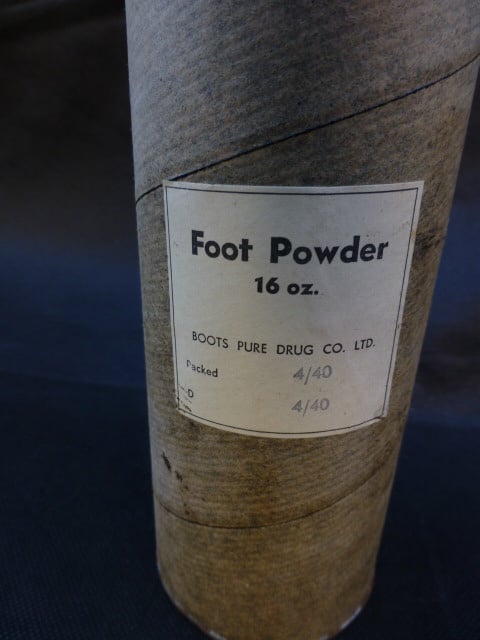 Foot Powder
16 oz.
BOOTS PURE DRUG CO. LTD.
Packed 4/40
4/40